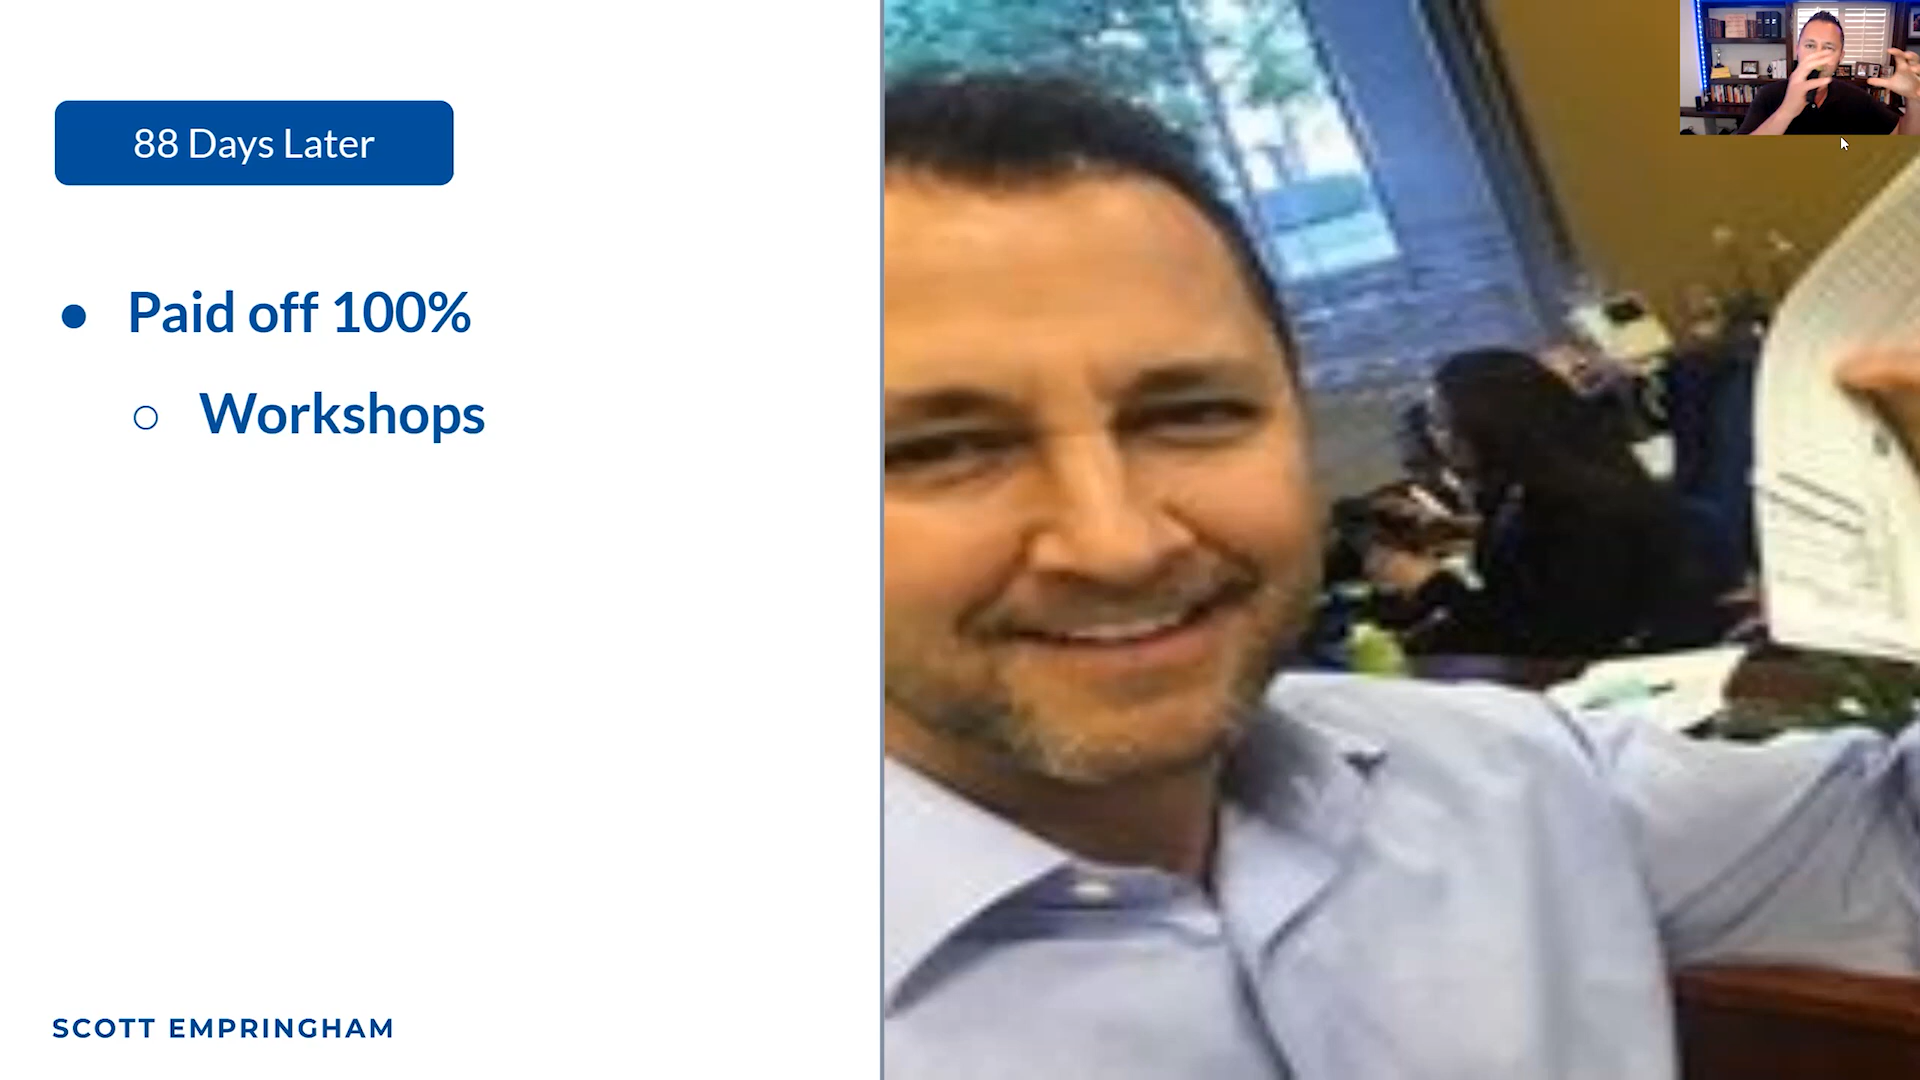 88 Days Later
● Paid off 100%
○ Workshops
SCOTT EMPRINGHAM